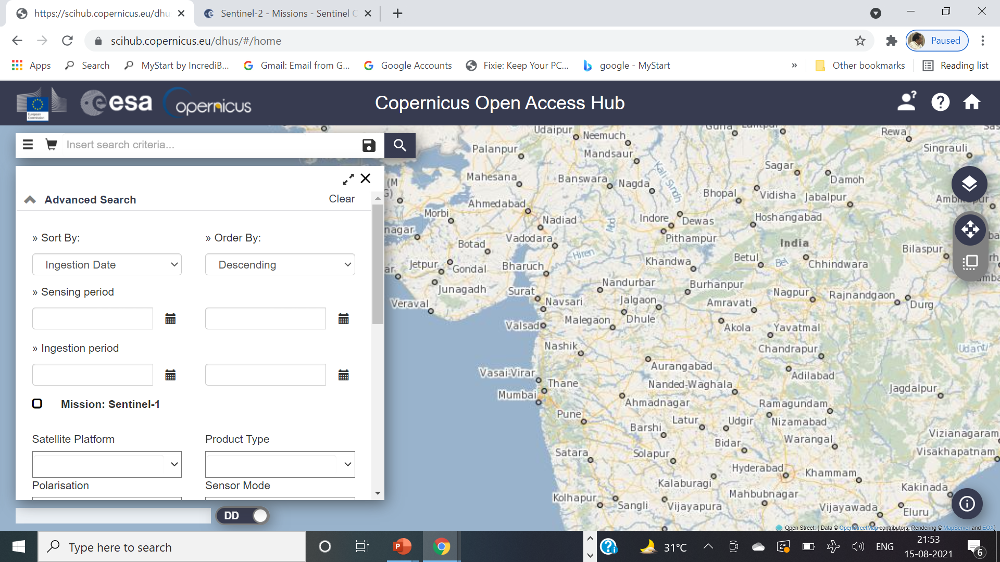 https://scihub.copernicus.eu/dhu
Sentinel-2 - Missions - Sentinel
scihub.copernicus.eu/dhus/#/home
Paused
Apps
Search
MyStart by IncrediB...
Gmail: Email from G...
Google Accounts
Fixie: Keep Your PC...
google - MyStart
»
Other bookmarks
Reading list
European
Commission
esa
opernicus
Copernicus Open Access Hub
Insert search criteria...
Advanced Search
Clear
» Sort By:
» Order By:
Ingestion Date
Descending
» Sensing period
» Ingestion period
Mission: Sentinel-1
Satellite Platform
Product Type
Polarisation
Sensor Mode
DD
Udaipur
Neemuch
Rewa
Palanpur
Mandsaur
Singrauli
Kali Sindh
Sagar
Mahesana
Banswara
Nagda
Damoh
Bhopal
Vidisha
Jabalpur
Ahmedabad
Morbi
Nadiad
Indore
Dewas
Hoshangabad
nagar
Vadodara
Pithampur
India
Botad
Hiren
Bilaspur
Jetpur
Gondal
Bharuch
Khandwa
Betul
Chhindwara
Junagadh
Surat
Nandurbar
Burhanpur
Nagpur
Rajnandgaon
Durg
Veraval
Navsari
Jalgaon
Amravati
Valsad
Malegaon
Dhule
Akola
Yavatmal
Nashik
Chandrapur
Udanti
Vasai-Virar
Aurangabad
Adilabad
Thane
Mumbai
Nanded-Waghala
Jagdalpur
Ahmadnagar
Ramagundam
Pune
Latur
Udgir
Nizamabad
Barshi
Bidar
Warangal
Vizianagaram
Satara
Solapur
Visakhapatnam
Hyderabad
Khammam
Kalaburagi
Kolhapur
Sangli
Vijayapura
Mahbubnagar
Kakinada
Vijayawada
Eluru
Open Street: { Data © OpenStreetMap contributors, Rendering © MapServer and EOX}
Type here to search
31°C
ENG
21:53
15-08-2021
6